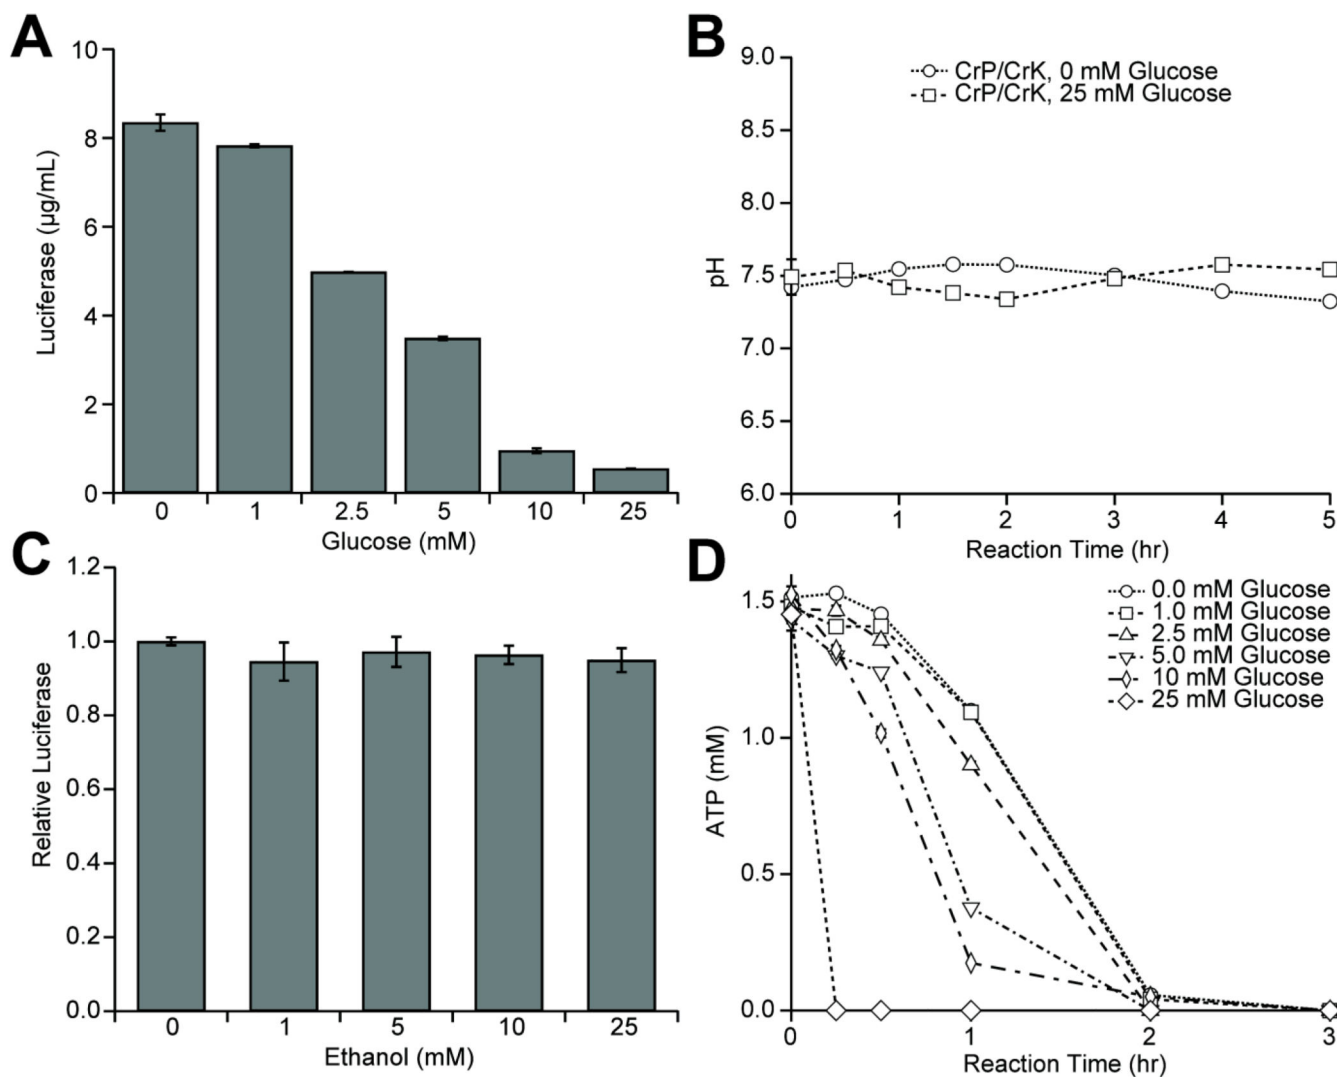 A
10
8
6
4
2
0
Luciferase (µg/mL)
0 1 2.5 5 10 25
Glucose (mM)
B
9.0
8.5
8.0
7.5
7.0
6.5
6.0
pH
CrP/CrK, 0 mM Glucose
CrP/CrK, 25 mM Glucose
0 1 2 3 4 5
Reaction Time (hr)
C
1.2
1.0
0.8
0.6
0.4
0.2
0.0
Relative Luciferase
0 1 5 10 25
Ethanol (mM)
D
1.5
1.0
0.5
0.0
ATP (mM)
0.0 mM Glucose
1.0 mM Glucose
2.5 mM Glucose
5.0 mM Glucose
10 mM Glucose
25 mM Glucose
0 1 2 3
Reaction Time (hr)